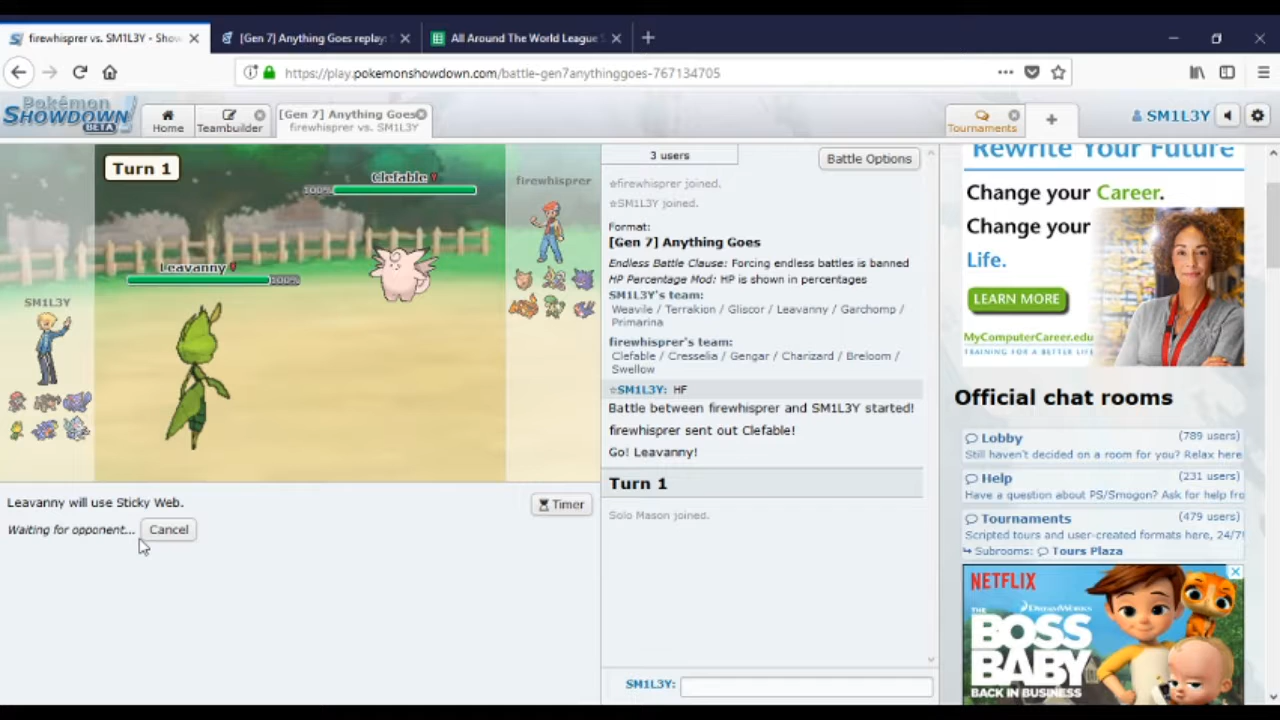 firewhisprer vs. SM1L3Y - Show
[Gen 7] Anything Goes replay:
All Around The World League
https://play.pokemonshowdown.com/battle-gen7anythinggoes-767134705
Pokémon
SHOWDOWN
BETA
Home
Teambuilder
[Gen 7] Anything Goes
firewhisprer vs. SM1L3Y
Tournaments
SM1L3Y
Turn 1
Clefable
100%
Leavanny
100%
SM1L3Y
firewhisprer
Leavanny will use Sticky Web.
Waiting for opponent...
Cancel
Timer
3 users
Battle Options
☆firewhisprer joined.
☆SM1L3Y joined.
Format:
[Gen 7] Anything Goes
Endless Battle Clause: Forcing endless battles is banned
HP Percentage Mod: HP is shown in percentages
SM1L3Y's team:
Weavile / Terrakion / Gliscor / Leavanny / Garchomp /
Primarina
firewhisprer's team:
Clefable / Cresselia / Gengar / Charizard / Breloom /
Swellow
☆SM1L3Y: HF
Battle between firewhisprer and SM1L3Y started!
firewhisprer sent out Clefable!
Go! Leavanny!
Turn 1
Solo Mason joined.
SM1L3Y:
Rewrite Your Future
Change your Career.
Change your
Life.
LEARN MORE
MyComputerCareer.edu
TRAINING FOR A BETTER LIFE
Official chat rooms
Lobby
(789 users)
Still haven't decided on a room for you? Relax here
Help
(231 users)
Have a question about PS/Smogon? Ask for help fro
Tournaments
(479 users)
Scripted tours and user-created formats here, 24/7!
Subrooms: Tours Plaza
NETFLIX
DREAMWORKS
THE
BOSS
BABY
BACK IN BUSINESS